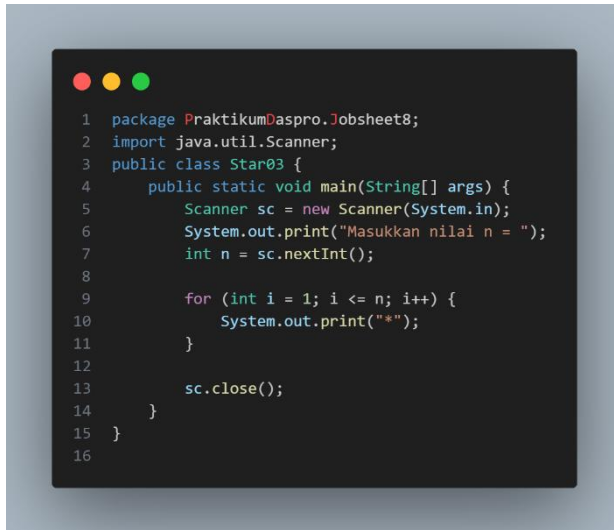 1 package PraktikumDaspro.Jobsheet8;
2 import java.util.Scanner;
3 public class Star03 {
4     public static void main(String[] args) {
5         Scanner sc = new Scanner(System.in);
6         System.out.print("Masukkan nilai n = ");
7         int n = sc.nextInt();
8
9         for (int i = 1; i <= n; i++) {
10             System.out.print("*");
11         }
12
13         sc.close();
14     }
15 }
16